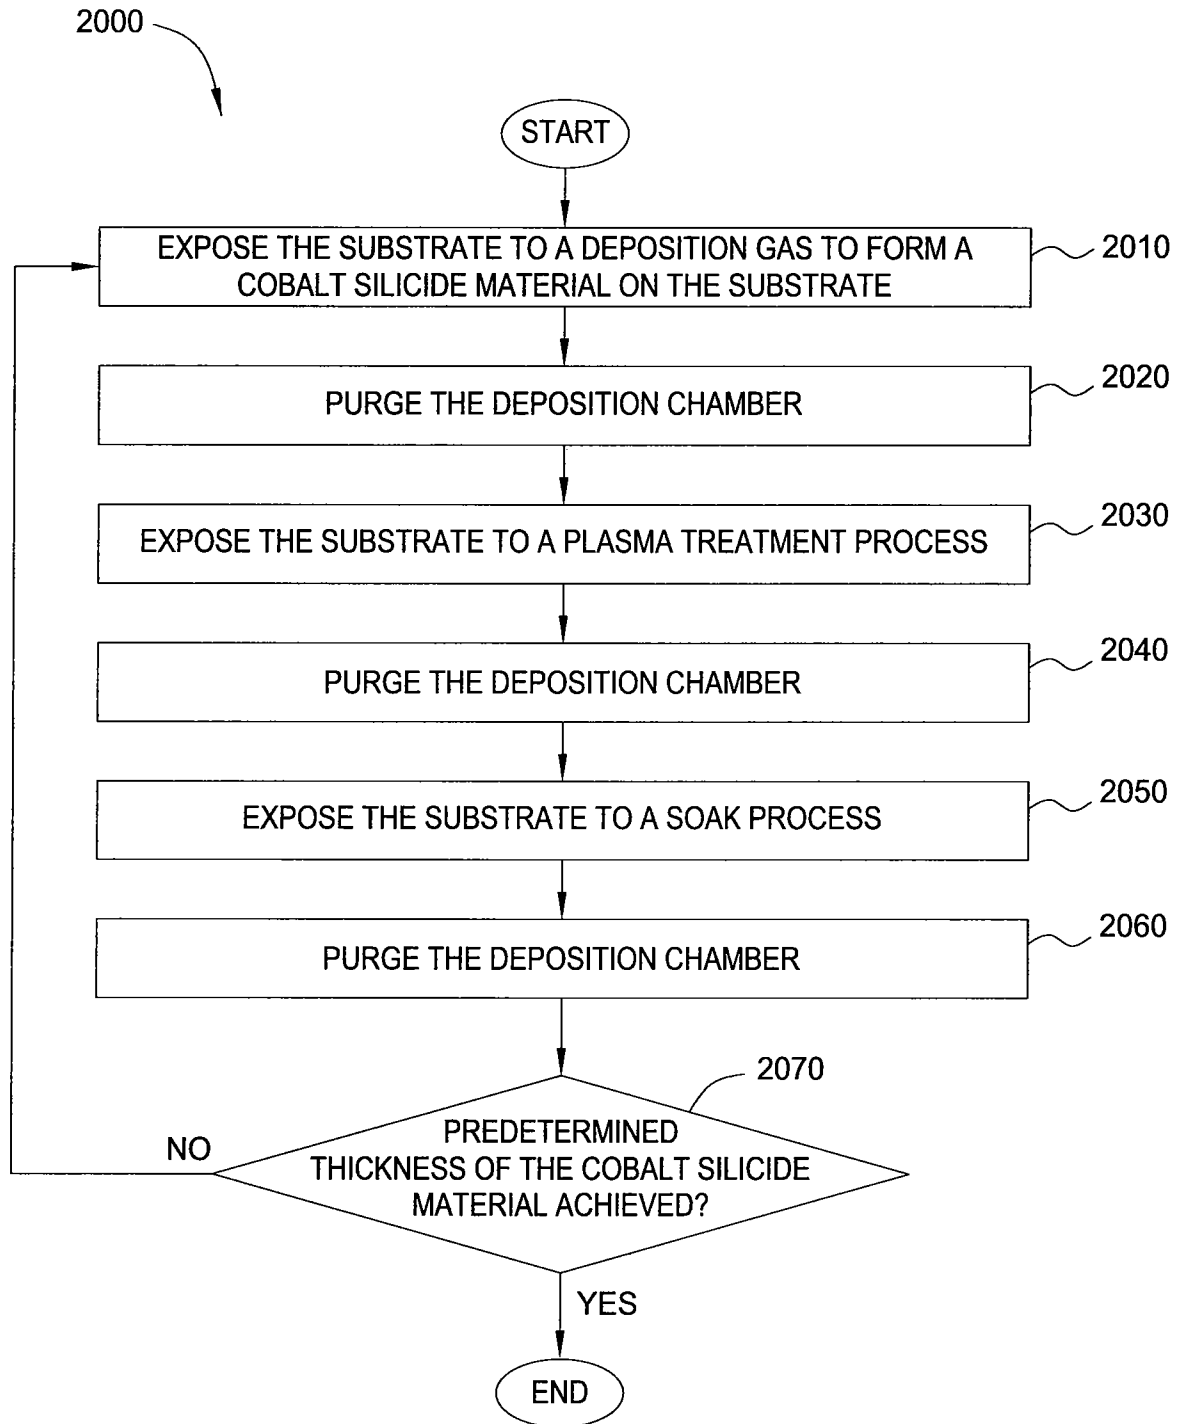 2000
START
EXPOSE THE SUBSTRATE TO A DEPOSITION GAS TO FORM A
COBALT SILICIDE MATERIAL ON THE SUBSTRATE
2010
PURGE THE DEPOSITION CHAMBER
2020
EXPOSE THE SUBSTRATE TO A PLASMA TREATMENT PROCESS
2030
PURGE THE DEPOSITION CHAMBER
2040
EXPOSE THE SUBSTRATE TO A SOAK PROCESS
2050
PURGE THE DEPOSITION CHAMBER
2060
2070
PREDETERMINED
THICKNESS OF THE COBALT SILICIDE
MATERIAL ACHIEVED?
NO
YES
END